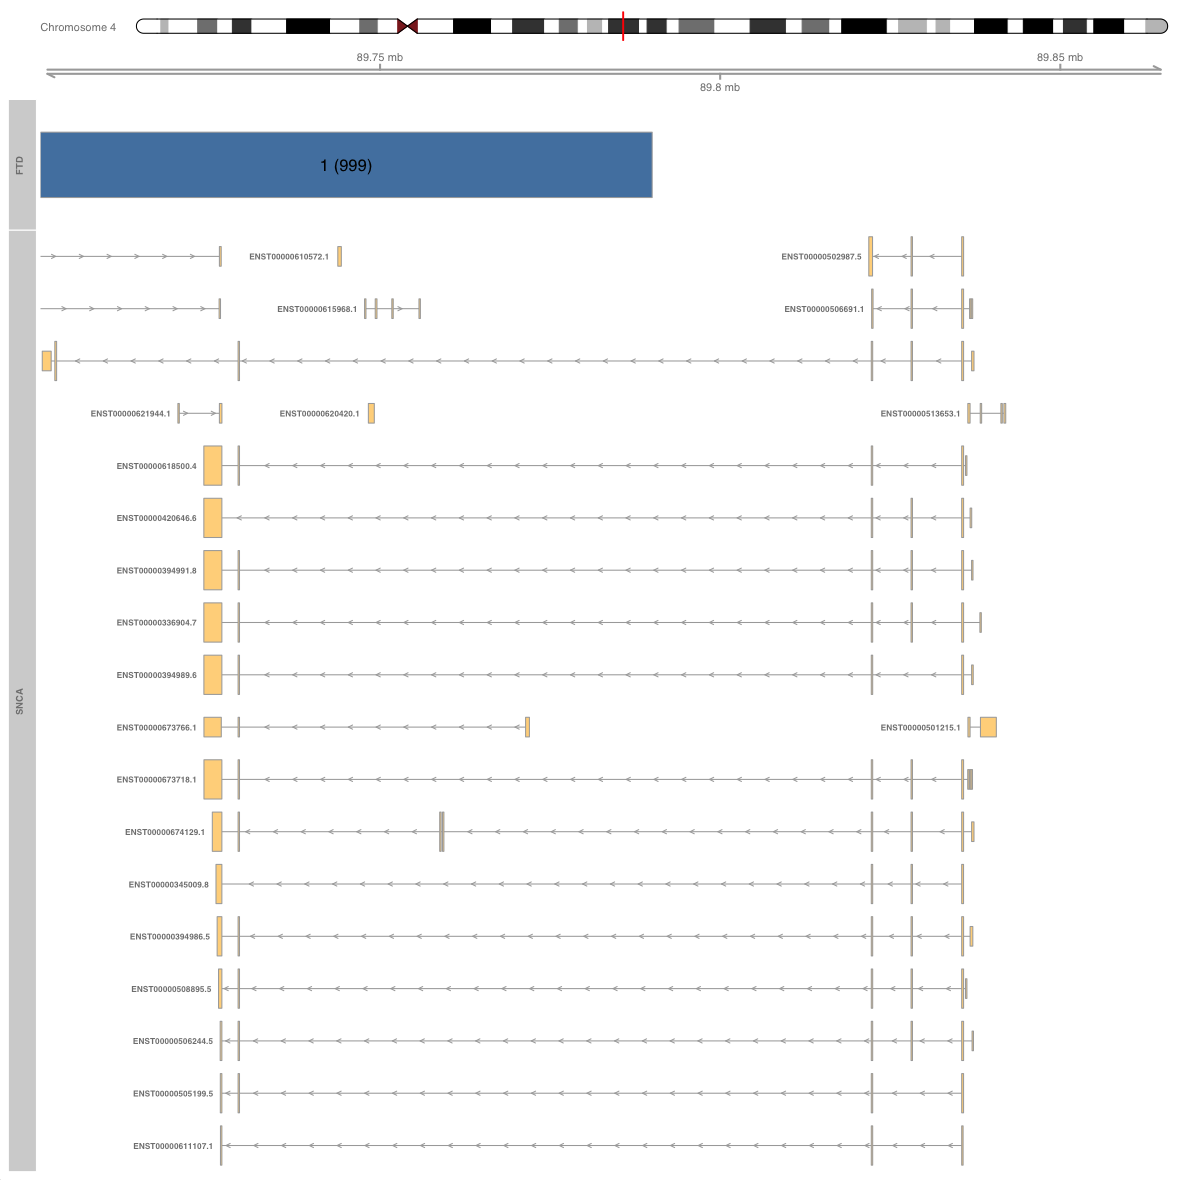 Chromosome 4
89.75 mb
89.85 mb
89.8 mb
FTD
1 (999)
SNCA
ENST00000610572.1
ENST00000502987.5
ENST00000615968.1
ENST00000506691.1
ENST00000621944.1
ENST00000620420.1
ENST00000513653.1
ENST00000618500.4
ENST00000420646.6
ENST00000394991.8
ENST00000336904.7
ENST00000394989.6
ENST00000673766.1
ENST00000501215.1
ENST00000673718.1
ENST00000674129.1
ENST00000345009.8
ENST00000394986.5
ENST00000508895.5
ENST00000506244.5
ENST00000505199.5
ENST00000611107.1